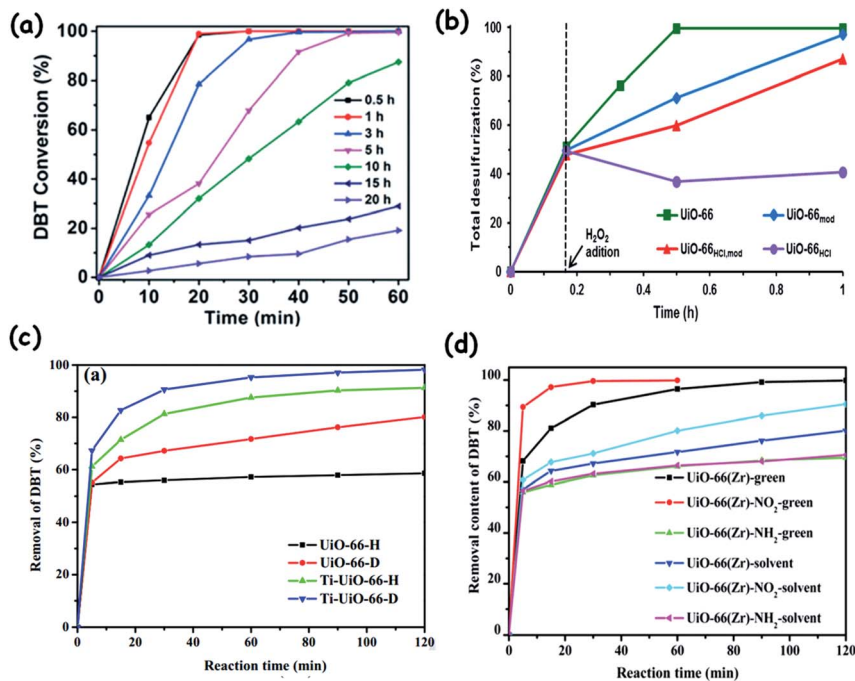 (a)
DBT Conversion (%)
100
80
60
40
20
0
0.5 h
1 h
3 h
5 h
10 h
15 h
20 h
0 10 20 30 40 50 60
Time (min)
(b)
Total desulfurization (%)
100
80
60
40
20
0
H₂O₂
adition
UiO-66
UiO-66mod
UiO-66HCl,mod
UiO-66HCl
0 0.2 0.4 0.6 0.8 1
Time (h)
(c)
(a)
Removal of DBT (%)
100
80
60
40
20
0
UiO-66-H
UiO-66-D
Ti-UiO-66-H
Ti-UiO-66-D
0 20 40 60 80 100 120
Reaction time (min)
(d)
Removal content of DBT (%)
100
80
60
40
20
0
UiO-66(Zr)-green
UiO-66(Zr)-NO₂-green
UiO-66(Zr)-NH₂-green
UiO-66(Zr)-solvent
UiO-66(Zr)-NO₂-solvent
UiO-66(Zr)-NH₂-solvent
0 20 40 60 80 100 120
Reaction time (min)